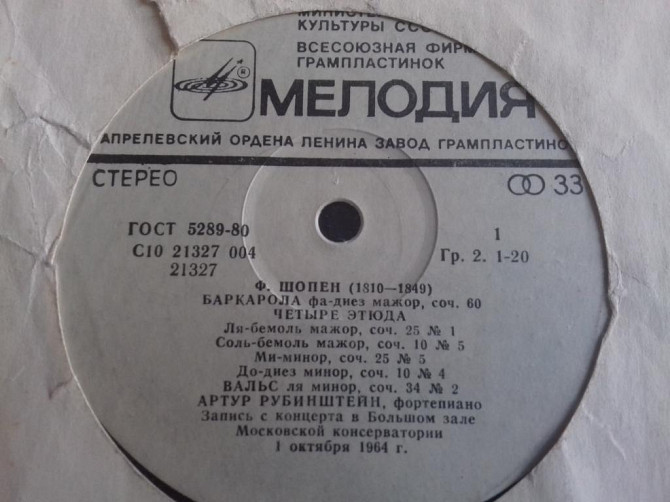 КУЛЬТУРЫ СССР
ВСЕСОЮЗНАЯ
ГРАМПЛАСТИНОК
МЕЛОДИЯ
АПРЕЛЕВСКИЙ ОРДЕНА ЛЕНИНА ЗАВОД
СТЕРЕО 33
ГОСТ 5289-80
С10 21327 004
21327
1
Гр. 2. 1-20
Ф. ШОПЕН (1810—1849)
БАРКАРОЛА фа-диез мажор, соч. 60
ЧЕТЫРЕ ЭТЮДА
Ля-бемоль мажор, соч. 25 № 1
Соль-бемоль мажор, соч. 10 № 5
Ми-минор, соч. 25 № 5
До-диез минор, соч. 10 № 4
ВАЛЬС ля минор, соч. 34 № 2
АРТУР РУБИНШТЕЙН, фортепиано
Запись с концерта в Большом зале
Московской консерватории
1 октября 1964 г.